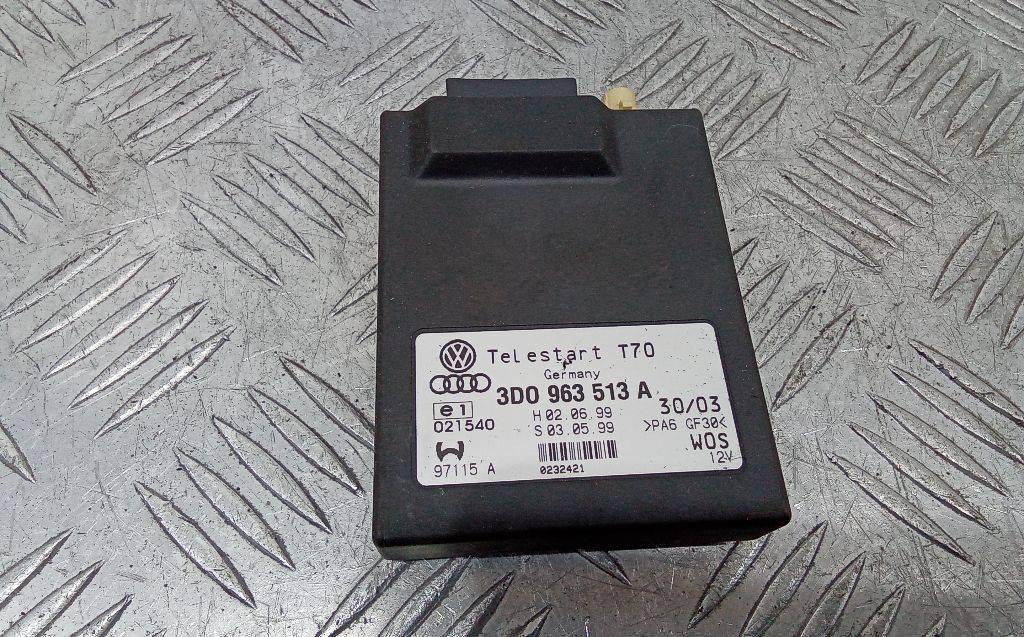 Telestart T70
Germany
3D0 963 513 A
e1
021540
H 02.06.99
S 03.05.99
30/03
>PA6 GF30<
WOS
12V
97115 A
0232421